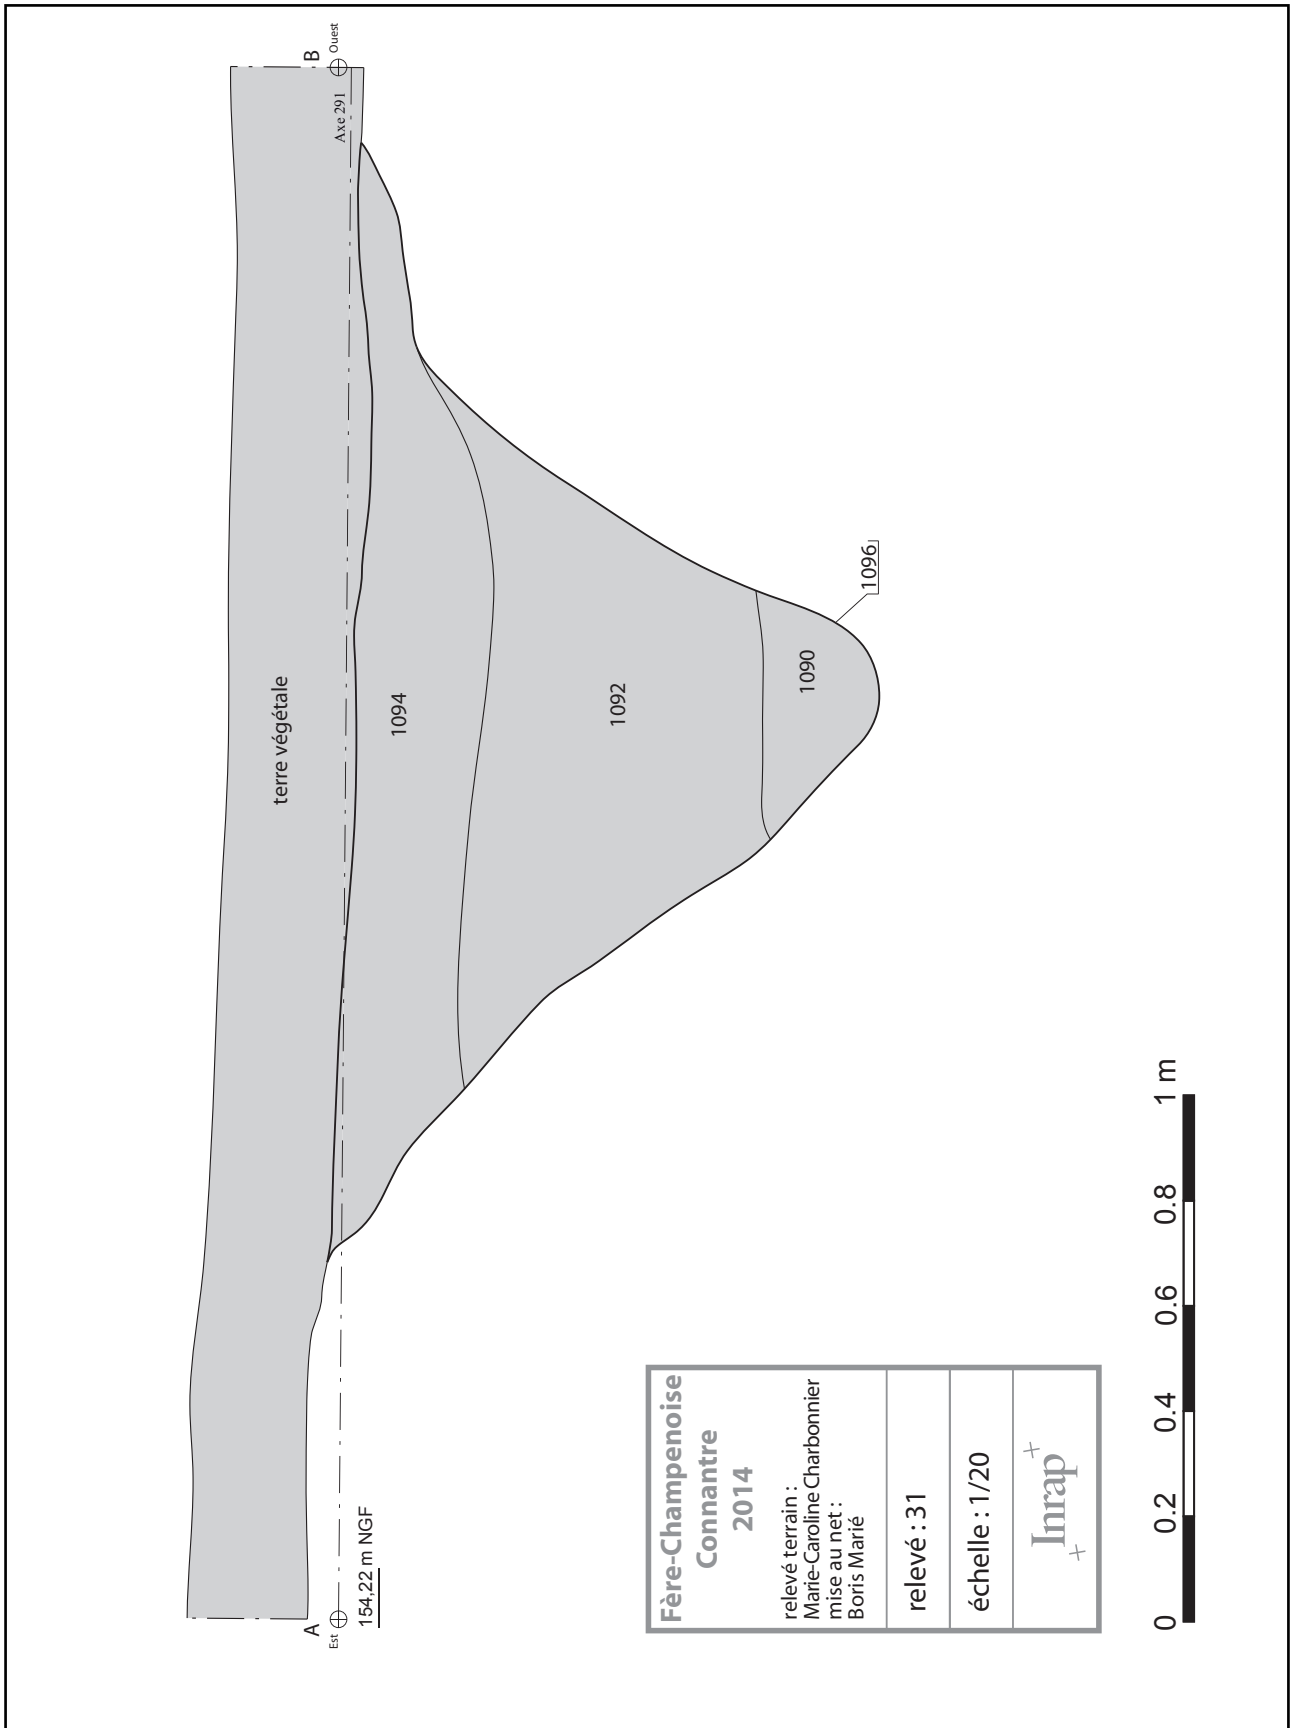 A
Est
154,22 m NGF
terre végétale
1094
1092
1090
1096
B
Ouest
Axe 291
Fère-Champenoise
Connantre
2014
relevé terrain :
Marie-Caroline Charbonnier
mise au net :
Boris Marié
relevé : 31
échelle : 1/20
Inrap
0 0.2 0.4 0.6 0.8 1 m